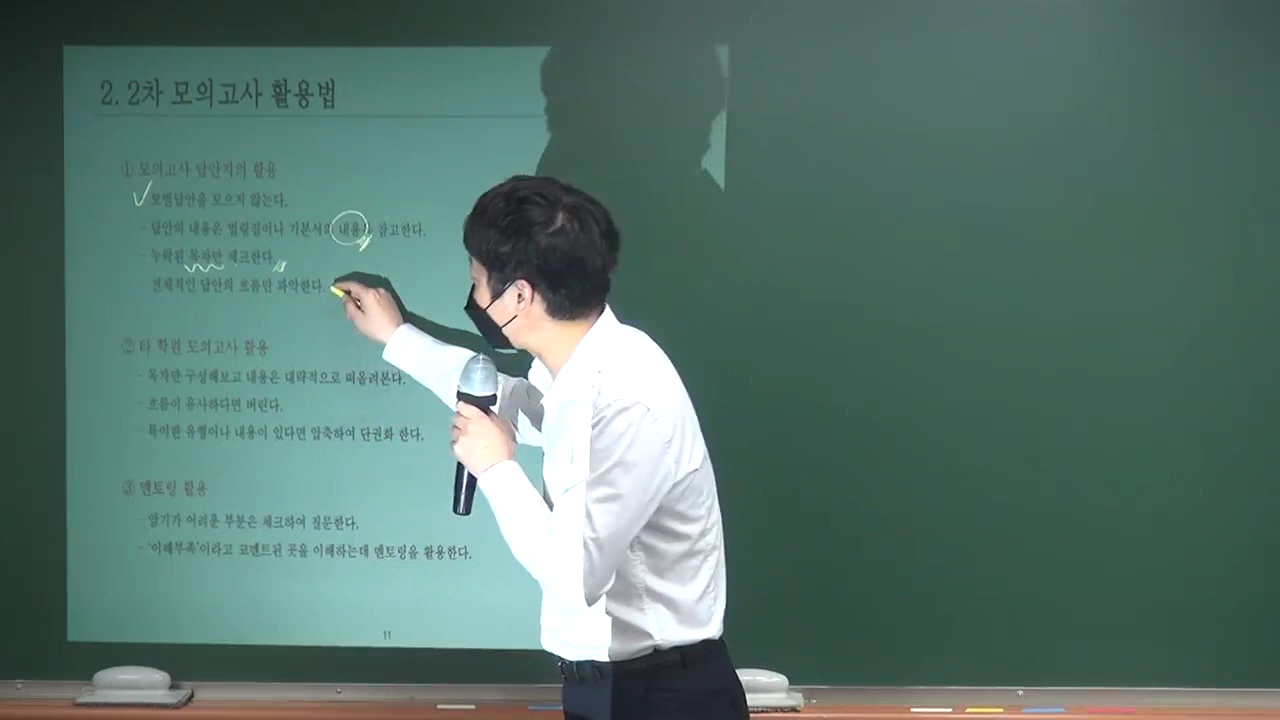 2. 2차 모의고사 활용법
① 모의고사 답안지의 활용
모범답안을 모으지 않는다.
- 답안의 내용은 법령집이나 기본서의 내용을 참고한다.
- 누락된 목차만 체크한다.
- 전체적인 답안의 흐름만 파악한다.
② 타 학원 모의고사 활용
- 목차만 구성해보고 내용은 대략적으로 떠올려본다.
- 흐름이 유사하다면 버린다.
- 특이한 유형이나 내용이 있다면 압축하여 단권화 한다.
③ 멘토링 활용
- 암기가 어려운 부분은 체크하여 질문한다.
- '이해부족'이라고 코멘트된 곳을 이해하는데 멘토링을 활용한다.
11